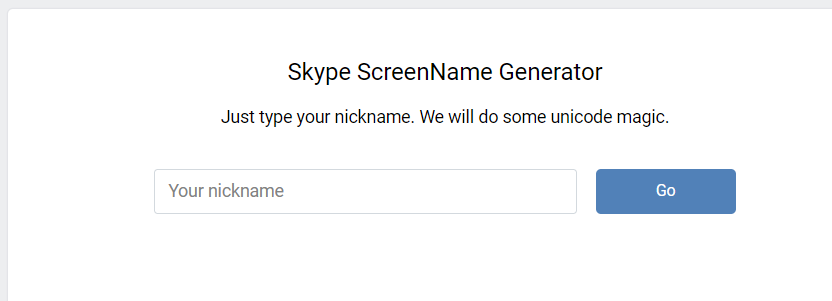 Skype ScreenName Generator
Just type your nickname. We will do some unicode magic.
Your nickname
Go